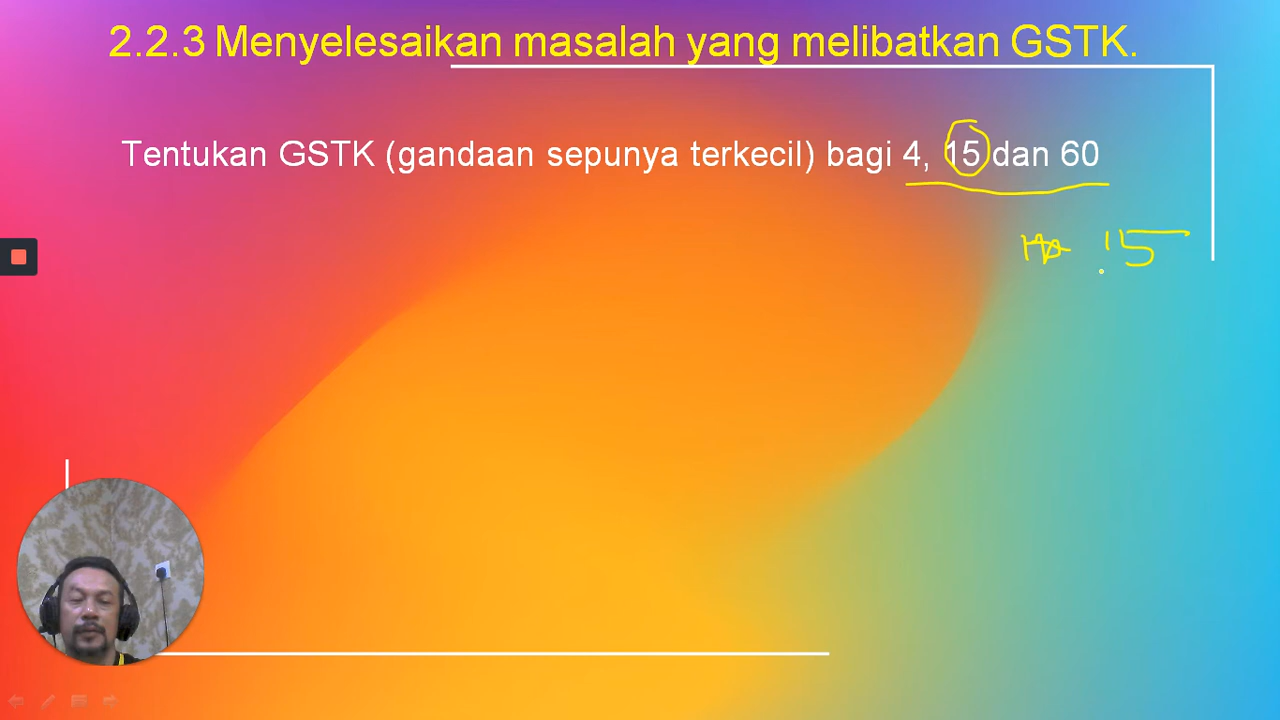 2.2.3 Menyelesaikan masalah yang melibatkan GSTK.
Tentukan GSTK (gandaan sepunya terkecil) bagi 4, 15 dan 60
15